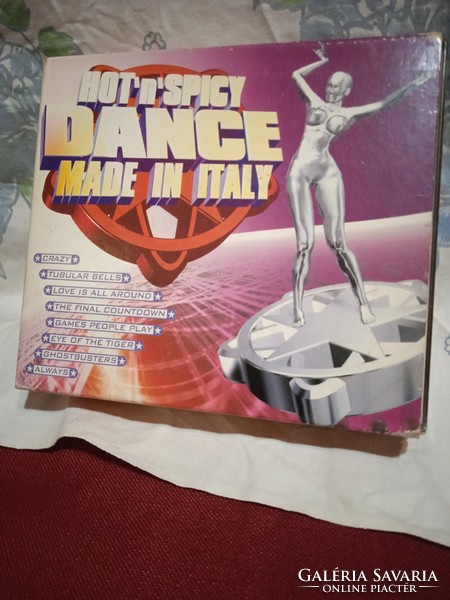 HOT'n'SPICY
DANCE
MADE IN ITALY
CRAZY
TUBULAR BELLS
LOVE IS ALL AROUND
THE FINAL COUNTDOWN
GAMES PEOPLE PLAY
EYE OF THE TIGER
GHOSTBUSTERS
ALWAYS
GALÉRIA SAVARIA
ONLINE PIACTÉR